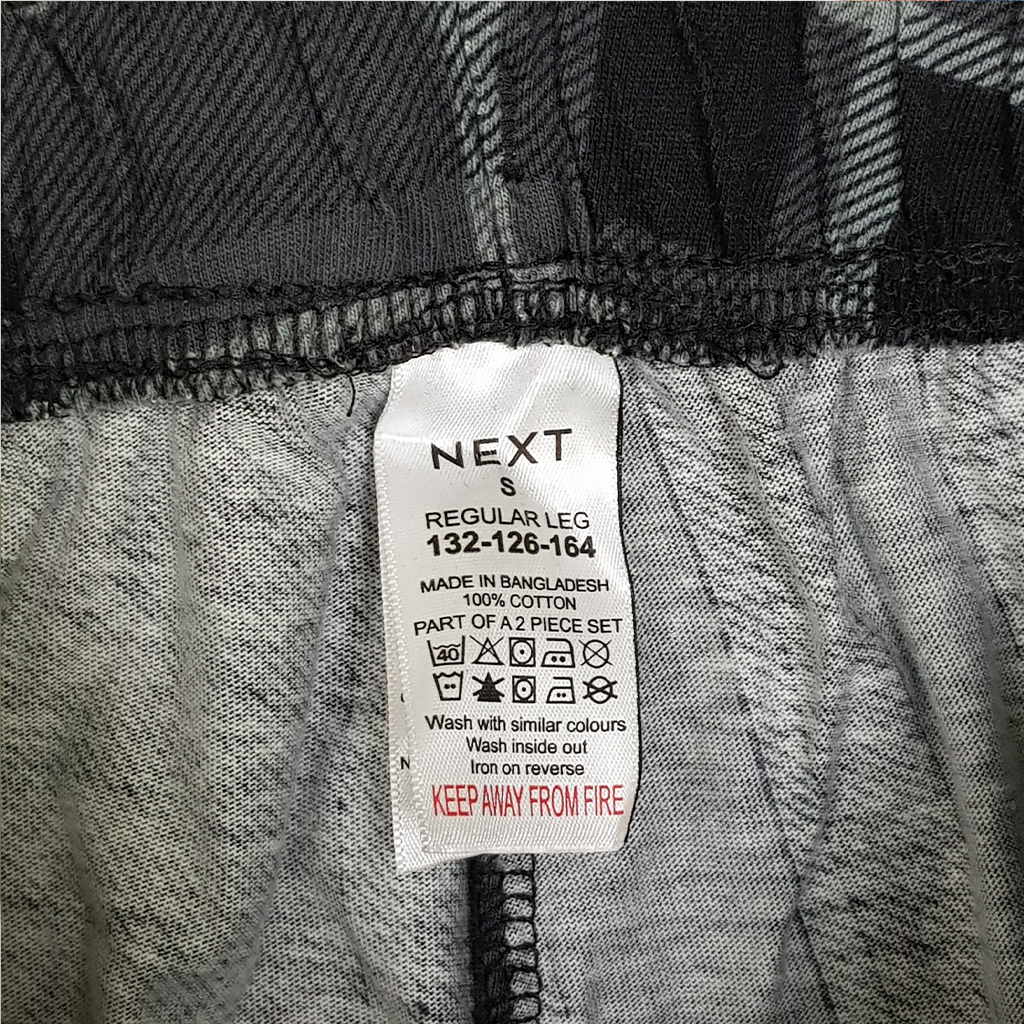 NEXT
S
REGULAR LEG
132-126-164
MADE IN BANGLADESH
100% COTTON
PART OF A 2 PIECE SET
40
Wash with similar colours
Wash inside out
Iron on reverse
KEEP AWAY FROM FIRE